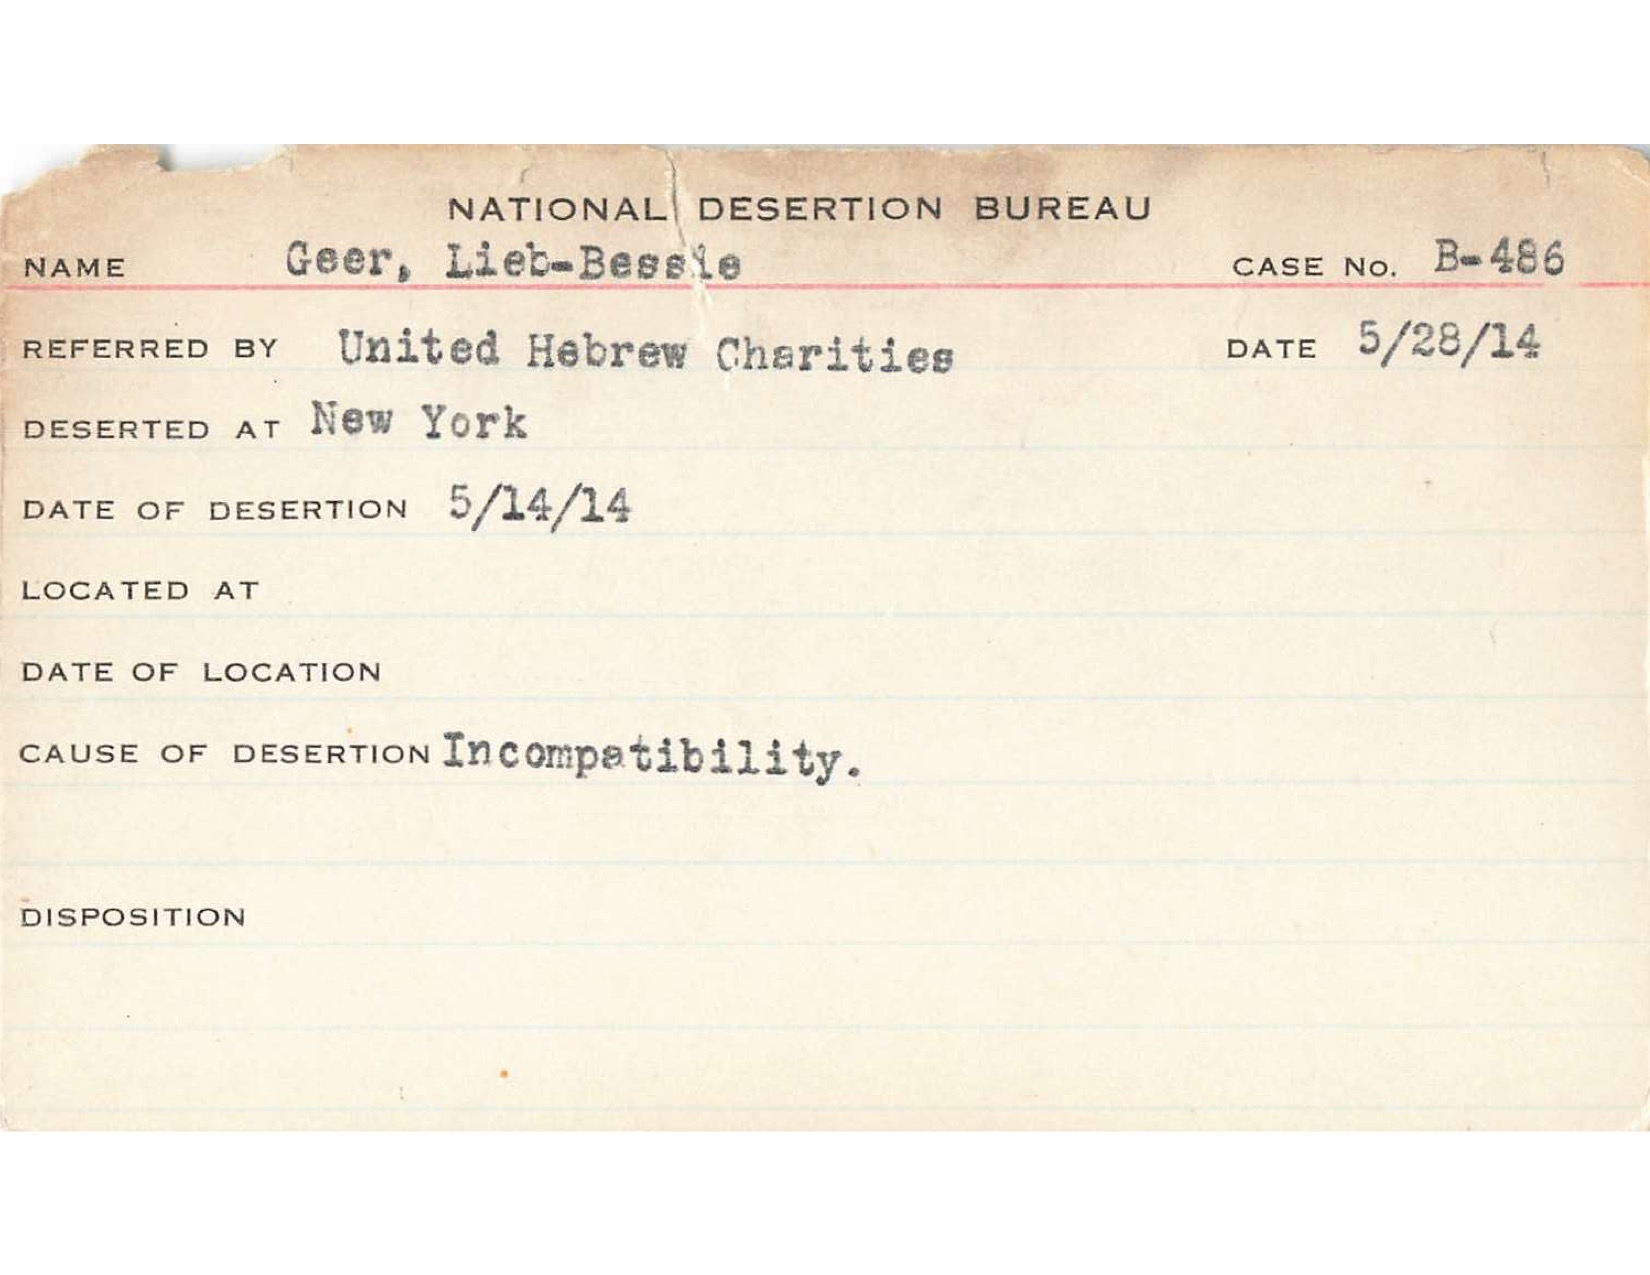 NATIONAL DESERTION BUREAU
NAME Geer, Lieb-Bessie CASE No. B-486
REFERRED BY United Hebrew Charities DATE 5/28/14
DESERTED AT New York
DATE OF DESERTION 5/14/14
LOCATED AT
DATE OF LOCATION
CAUSE OF DESERTION Incompatibility.
DISPOSITION